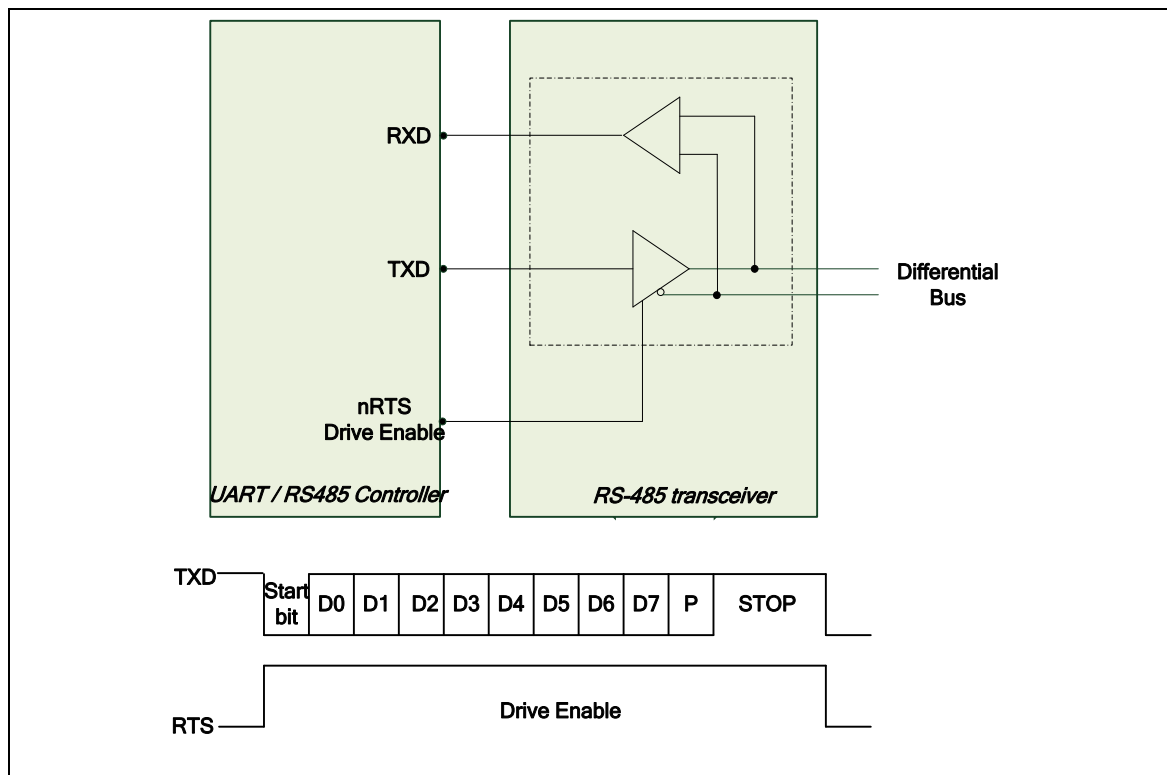 RXD
TXD
Differential
Bus
nRTS
Drive Enable
UART / RS485 Controller
RS-485 transceiver
TXD
Start
bit
D0 D1 D2 D3 D4 D5 D6 D7 P STOP
RTS
Drive Enable